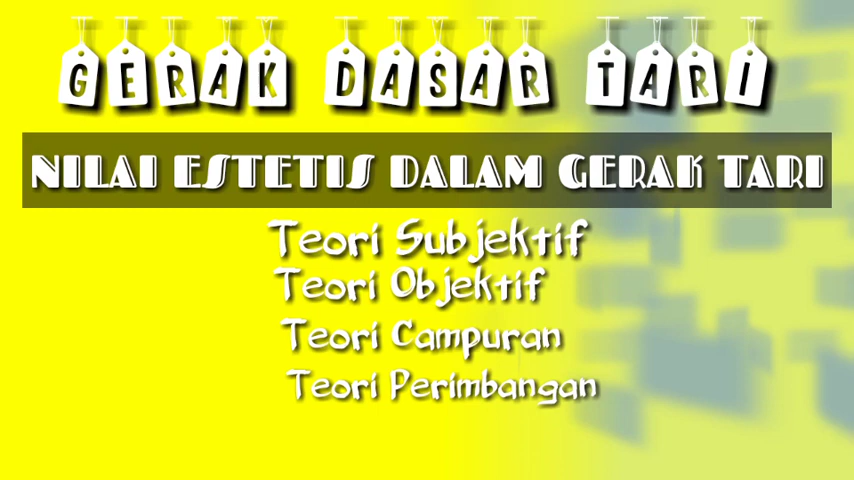 GERAK DASAR TARI
NILAI ESTETIS DALAM GERAK TARI
Teori Subjektif
Teori Objektif
Teori Campuran
Teori Perimbangan